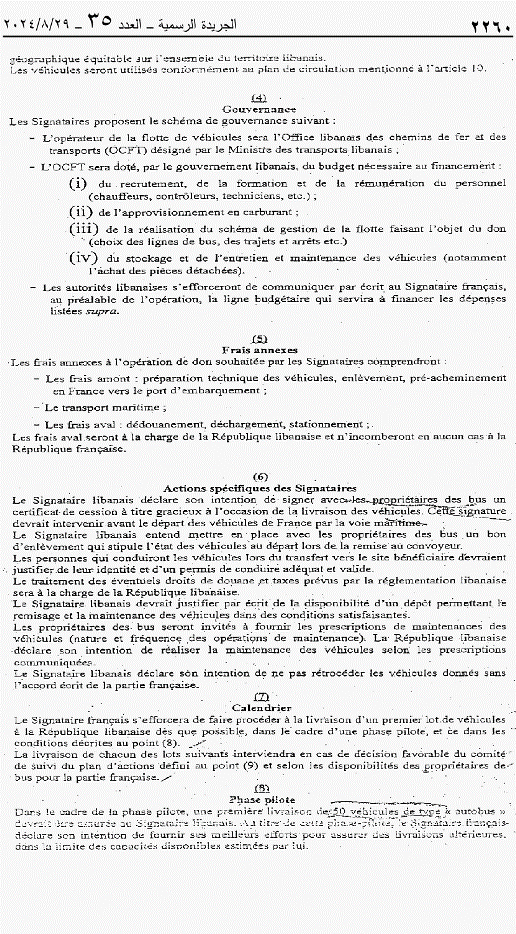 ٢٢٦٠ الجريدة الرسمية ــ العدد ٣٥ ــ ٢٠٢٤/٨/٢٩
géographique équitable sur l'ensemble du territoire libanais.
Les véhicules seront utilisés conformément au plan de circulation mentionné à l'article 10.
(4)
Gouvernance
Les Signataires proposent le schéma de gouvernance suivant :
– L'opérateur de la flotte de véhicules sera l'Office libanais des chemins de fer et des
transports (OCFT) désigné par le Ministre des transports libanais ;
– L'OCFT sera doté, par le gouvernement libanais, du budget nécessaire au financement :
(i) du recrutement, de la formation et de la rémunération du personnel
(chauffeurs, contrôleurs, techniciens, etc.) ;
(ii) de l'approvisionnement en carburant ;
(iii) de la réalisation du schéma de gestion de la flotte faisant l'objet du don
(choix des lignes de bus, des trajets et arrêts etc.)
(iv) du stockage et de l'entretien et maintenance des véhicules (notamment
l'achat des pièces détachées).
– Les autorités libanaises s'efforceront de communiquer par écrit au Signataire français,
au préalable de l'opération, la ligne budgétaire qui servira à financer les dépenses
listées supra.
(5)
Frais annexes
Les frais annexes à l'opération de don souhaitée par les Signataires comprendront :
– Les frais amont : préparation technique des véhicules, enlèvement, pré-acheminement
en France vers le port d'embarquement ;
– Le transport maritime ;
– Les frais aval : dédouanement, déchargement, stationnement ;
Les frais aval seront à la charge de la République libanaise et n'incomberont en aucun cas à la
République française.
(6)
Actions spécifiques des Signataires
Le Signataire libanais déclare son intention de signer avec les propriétaires des bus un
certificat de cession à titre gracieux à l'occasion de la livraison des véhicules. Cette signature
devrait intervenir avant le départ des véhicules de France par la voie maritime.
Le Signataire libanais entend mettre en place avec les propriétaires des bus un bon
d'enlèvement qui stipule l'état des véhicules au départ lors de la remise au convoyeur.
Les personnes qui conduiront les véhicules lors du transfert vers le site bénéficiaire devraient
justifier de leur identité et d'un permis de conduire adéquat et valide.
Le traitement des éventuels droits de douane et taxes prévus par la réglementation libanaise
sera à la charge de la République libanaise.
Le Signataire libanais devrait justifier par écrit de la disponibilité d'un dépôt permettant le
remisage et la maintenance des véhicules dans des conditions satisfaisantes.
Les propriétaires des bus seront invités à fournir les prescriptions de maintenances des
véhicules (nature et fréquence des opérations de maintenance). La République libanaise
déclare son intention de réaliser la maintenance des véhicules selon les prescriptions
communiquées.
Le Signataire libanais déclare son intention de ne pas rétrocéder les véhicules donnés sans
l'accord écrit de la partie française.
(7)
Calendrier
Le Signataire français s'efforcera de faire procéder à la livraison d'un premier lot de véhicules
à la République libanaise dès que possible, dans le cadre d'une phase pilote, et ce dans les
conditions décrites au point (8).
La livraison de chacun des lots suivants interviendra en cas de décision favorable du comité
de suivi du plan d'actions défini au point (9) et selon les disponibilités des propriétaires de
bus pour la partie française.
(8)
Phase pilote
Dans le cadre de la phase pilote, une première livraison de 50 véhicules de type « autobus »
devrait être assurée au Signataire libanais. Au titre de cette phase-pilote, le Signataire français
déclare son intention de fournir ses meilleurs efforts pour assurer des livraisons ultérieures,
dans la limite des capacités disponibles estimées par lui.